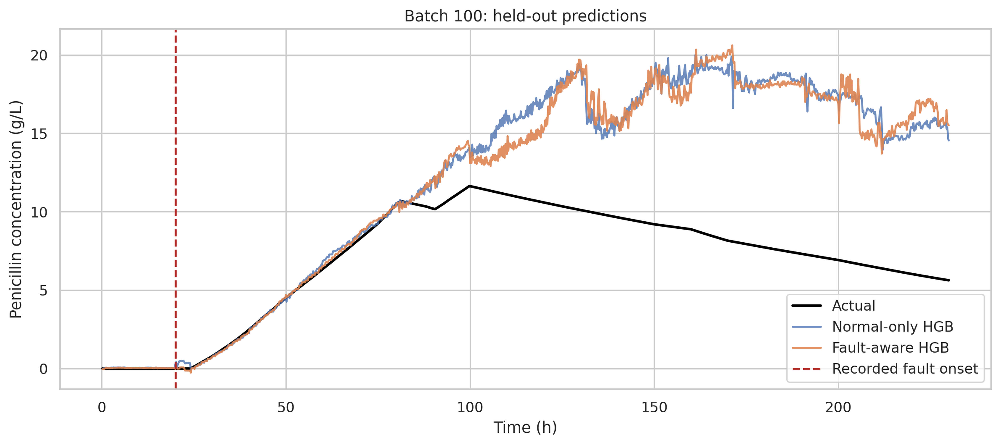 Batch 100: held-out predictions
Penicillin concentration (g/L)
20
15
10
5
0
0 50 100 150 200
Time (h)
Actual
Normal-only HGB
Fault-aware HGB
Recorded fault onset